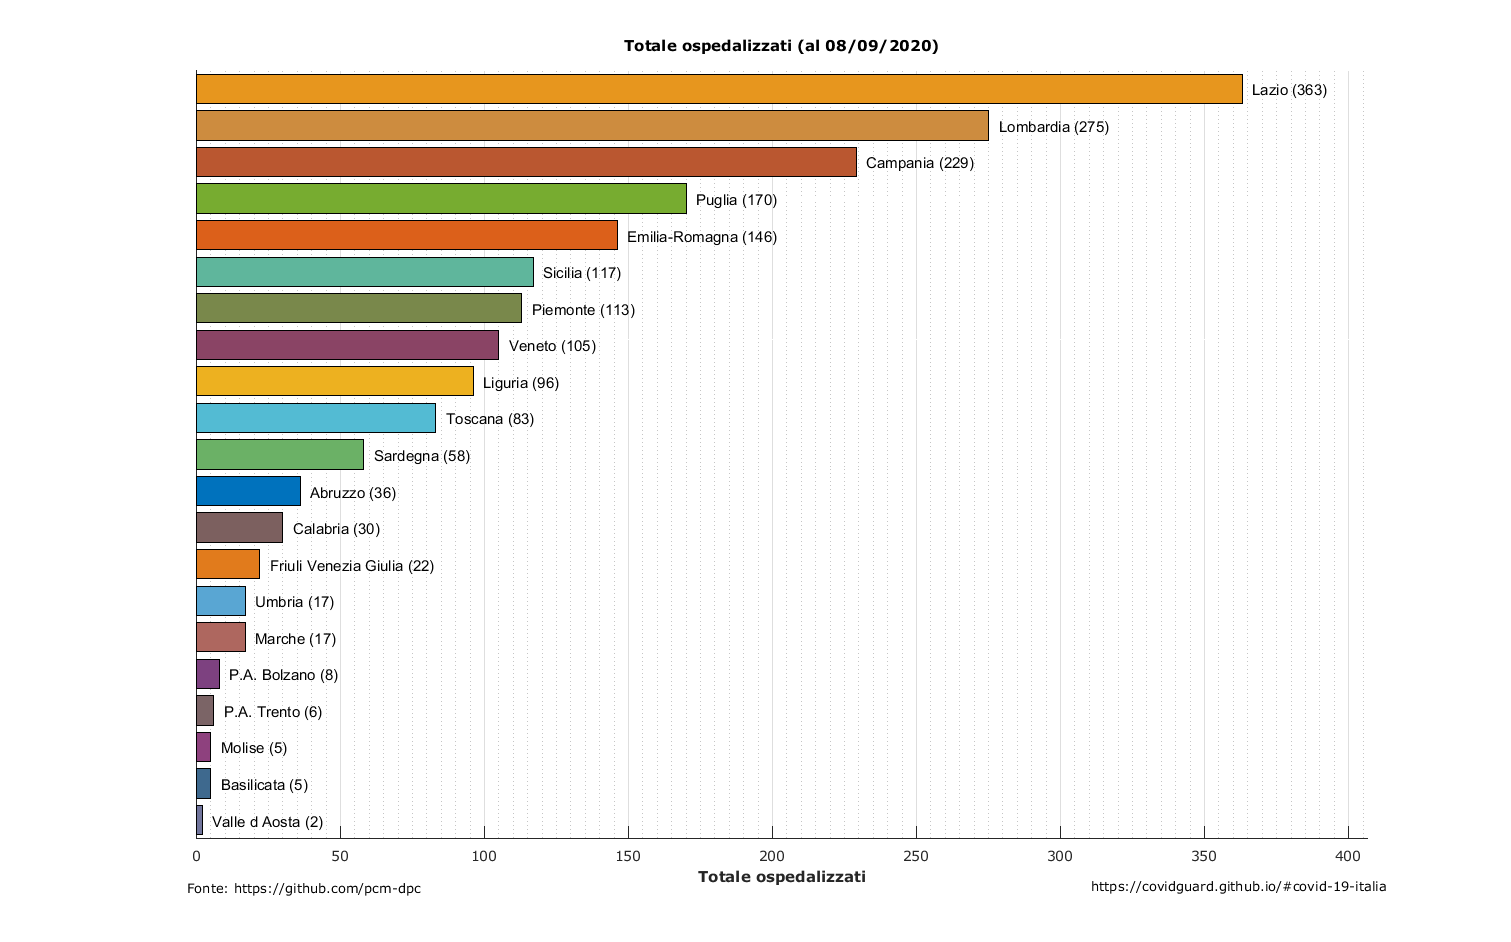 Totale ospedalizzati (al 08/09/2020)
Lazio (363)
Lombardia (275)
Campania (229)
Puglia (170)
Emilia-Romagna (146)
Sicilia (117)
Piemonte (113)
Veneto (105)
Liguria (96)
Toscana (83)
Sardegna (58)
Abruzzo (36)
Calabria (30)
Friuli Venezia Giulia (22)
Umbria (17)
Marche (17)
P.A. Bolzano (8)
P.A. Trento (6)
Molise (5)
Basilicata (5)
Valle d Aosta (2)
0 50 100 150 200 250 300 350 400
Totale ospedalizzati
Fonte: https://github.com/pcm-dpc
https://covidguard.github.io/#covid-19-italia